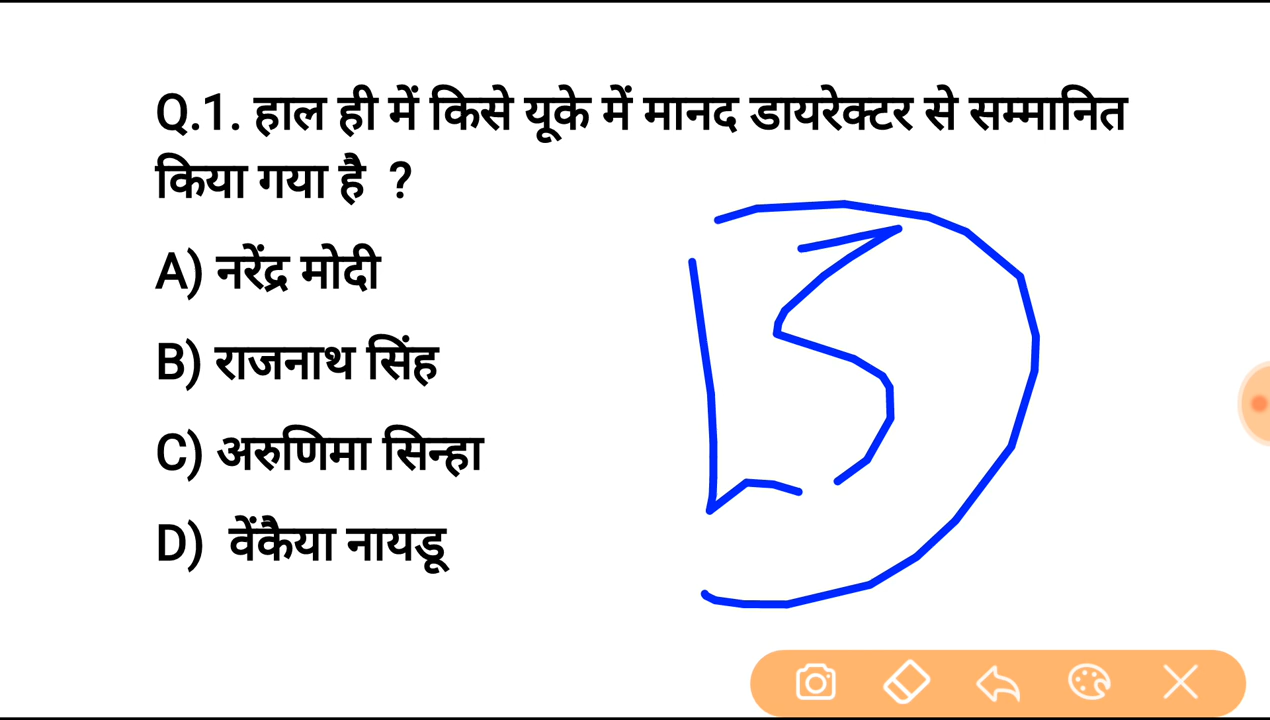 Q.1. हाल ही में किसे यूके में मानद डायरेक्टर से सम्मानित
किया गया है ?
A) नरेंद्र मोदी
B) राजनाथ सिंह
C) अरुणिमा सिन्हा
D) वेंकैया नायडू